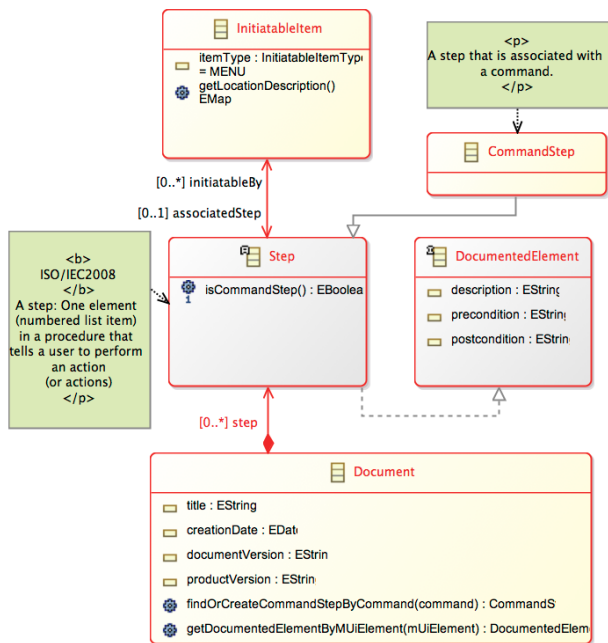 InitiatableItem
itemType : InitiatableItemType
= MENU
getLocationDescription()
EMap
<p>
A step that is associated with
a command.
</p>
CommandStep
[0..*] initiatableBy
[0..1] associatedStep
<b>
ISO/IEC2008
</b>
A step: One element
(numbered list item)
in a procedure that
tells a user to perform
an action
(or actions)
</p>
Step
isCommandStep() : EBoolea
1
DocumentedElement
description : EString
precondition : EString
postcondition : EStrin
[0..*] step
Document
title : EString
creationDate : EDat
documentVersion : EStrin
productVersion : EStrin
findOrCreateCommandStepByCommand(command) : CommandS
getDocumentedElementByMUiElement(mUiElement) : DocumentedElem